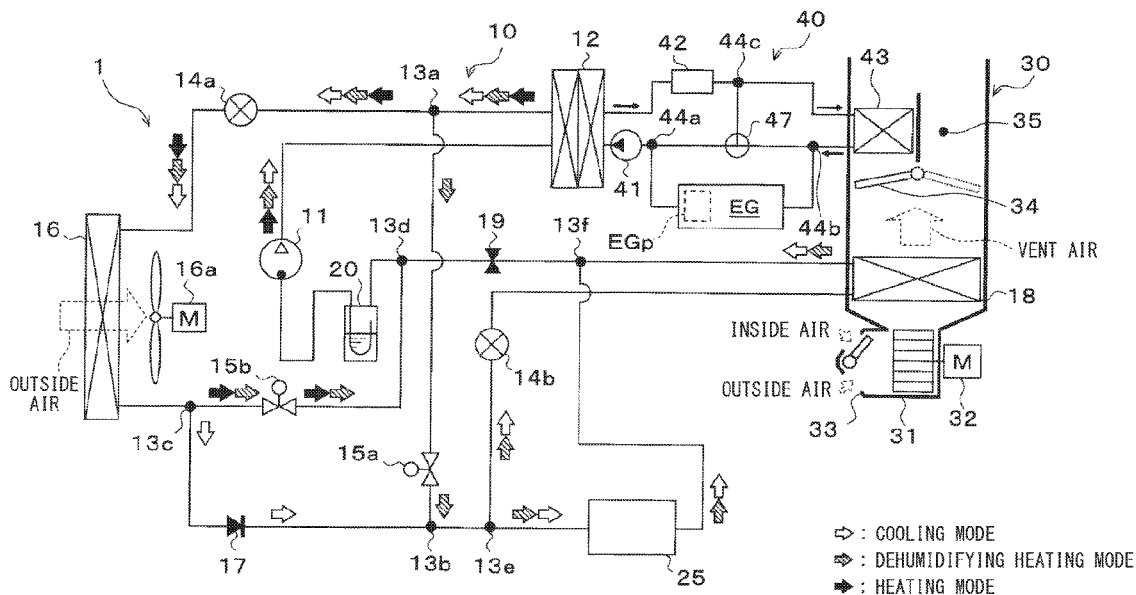 1
14a
13a
10
12
42
44c
40
43
30
44a
47
35
41
EG
EGp
44b
34
VENT AIR
16
16a
M
11
20
13d
19
13f
18
14b
INSIDE AIR
OUTSIDE AIR
33
31
M
32
OUTSIDE
AIR
15b
13c
15a
17
13b
13e
25
: COOLING MODE
: DEHUMIDIFYING HEATING MODE
: HEATING MODE